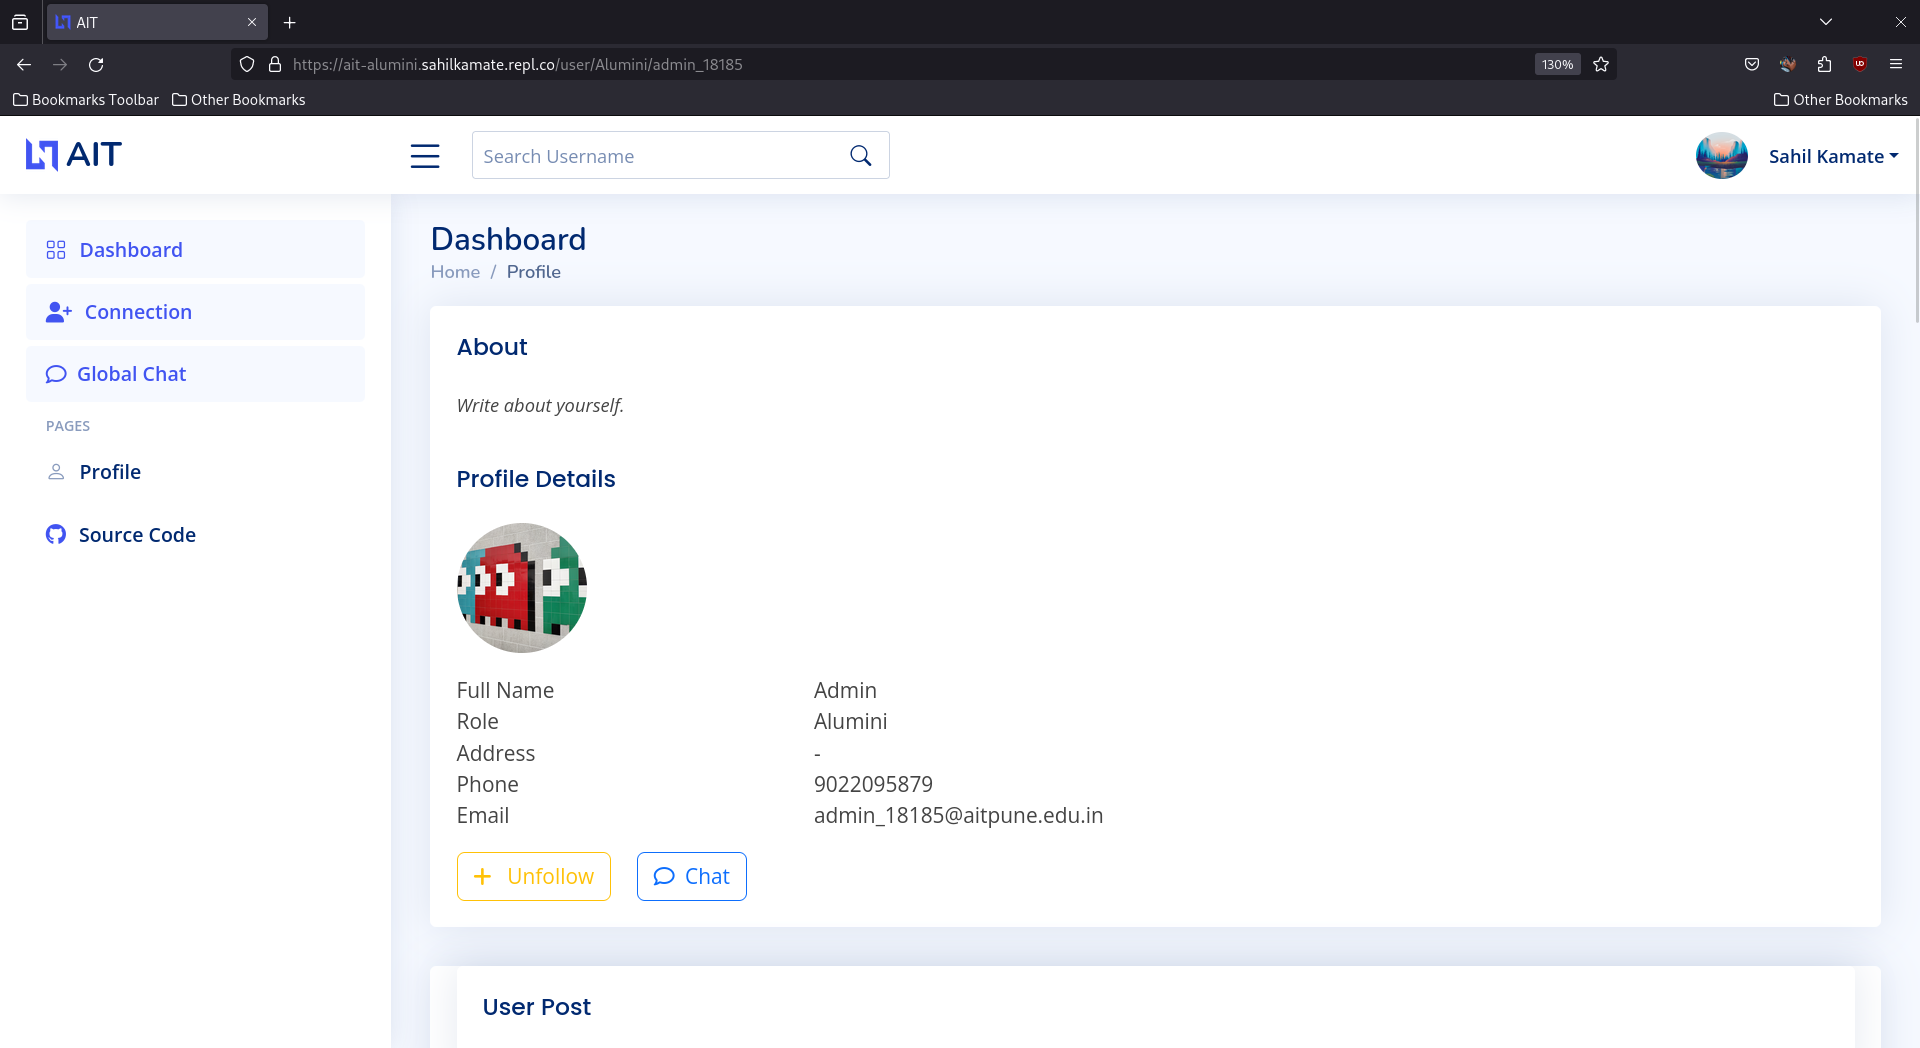 AIT
https://ait-alumini.sahilkamate.repl.co/user/Alumini/admin_18185
130%
Bookmarks Toolbar
Other Bookmarks
Other Bookmarks
AIT
Search Username
Sahil Kamate
Dashboard
Connection
Global Chat
PAGES
Profile
Source Code
Dashboard
Home / Profile
About
Write about yourself.
Profile Details
Full Name Admin
Role Alumini
Address -
Phone 9022095879
Email admin_18185@aitpune.edu.in
Unfollow
Chat
User Post